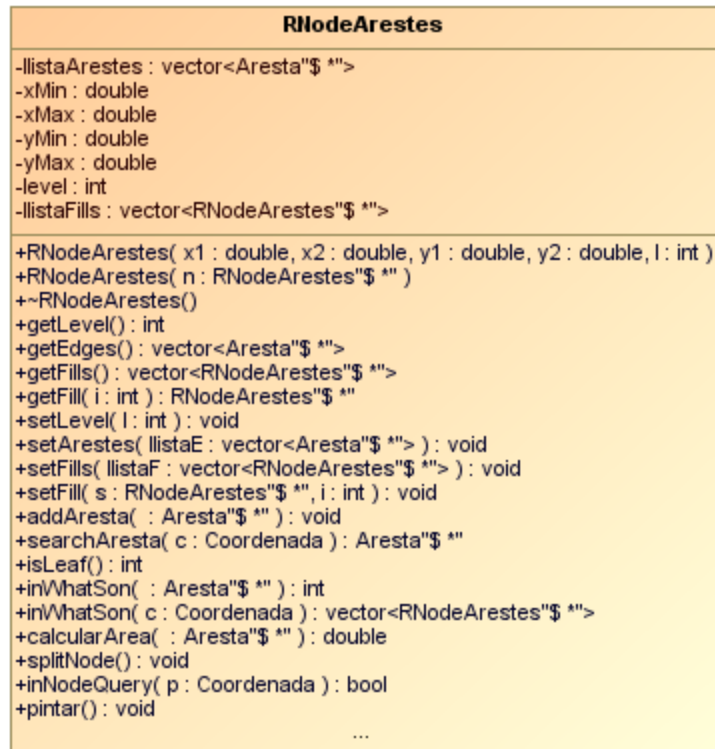 RNodeArestes
-llistaArestes : vector<Aresta"$ *">
-xMin : double
-xMax : double
-yMin : double
-yMax : double
-level : int
-llistaFills : vector<RNodeArestes"$ *">
+RNodeArestes( x1 : double, x2 : double, y1 : double, y2 : double, l : int )
+RNodeArestes( n : RNodeArestes"$ *" )
+~RNodeArestes()
+getLevel() : int
+getEdges() : vector<Aresta"$ *">
+getFills() : vector<RNodeArestes"$ *">
+getFill( i : int ) : RNodeArestes"$ *"
+setLevel( l : int ) : void
+setArestes( llistaE : vector<Aresta"$ *"> ) : void
+setFills( llistaF : vector<RNodeArestes"$ *"> ) : void
+setFill( s : RNodeArestes"$ *", i : int ) : void
+addAresta(  : Aresta"$ *" ) : void
+searchAresta( c : Coordenada ) : Aresta"$ *"
+isLeaf() : int
+inWhatSon(  : Aresta"$ *" ) : int
+inWhatSon( c : Coordenada ) : vector<RNodeArestes"$ *">
+calcularArea(  : Aresta"$ *" ) : double
+splitNode() : void
+inNodeQuery( p : Coordenada ) : bool
+pintar() : void
...